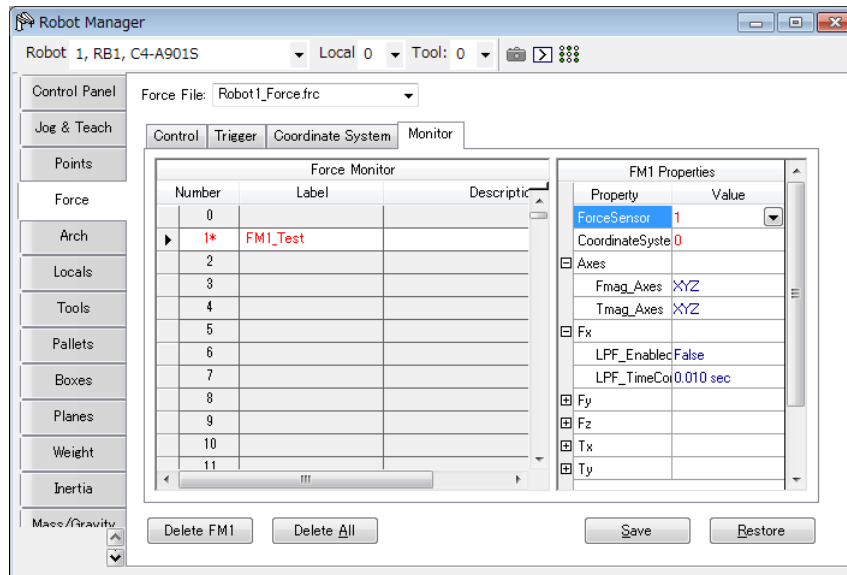 Robot Manager
Robot 1, RB1, C4-A901S Local 0 Tool: 0
Control Panel
Jog & Teach
Points
Force
Arch
Locals
Tools
Pallets
Boxes
Planes
Weight
Inertia
Mass/Gravity
Force File: Robot1_Force.frc
Control Trigger Coordinate System Monitor
Force Monitor
Number Label Descriptic
0
1* FM1_Test
2
3
4
5
6
7
8
9
10
11
FM1 Properties
Property Value
ForceSensor 1
CoordinateSyste 0
Axes
Fmag_Axes XYZ
Tmag_Axes XYZ
Fx
LPF_Enabled False
LPF_TimeCon 0.010 sec
Fy
Fz
Tx
Ty
Delete FM1 Delete All Save Restore